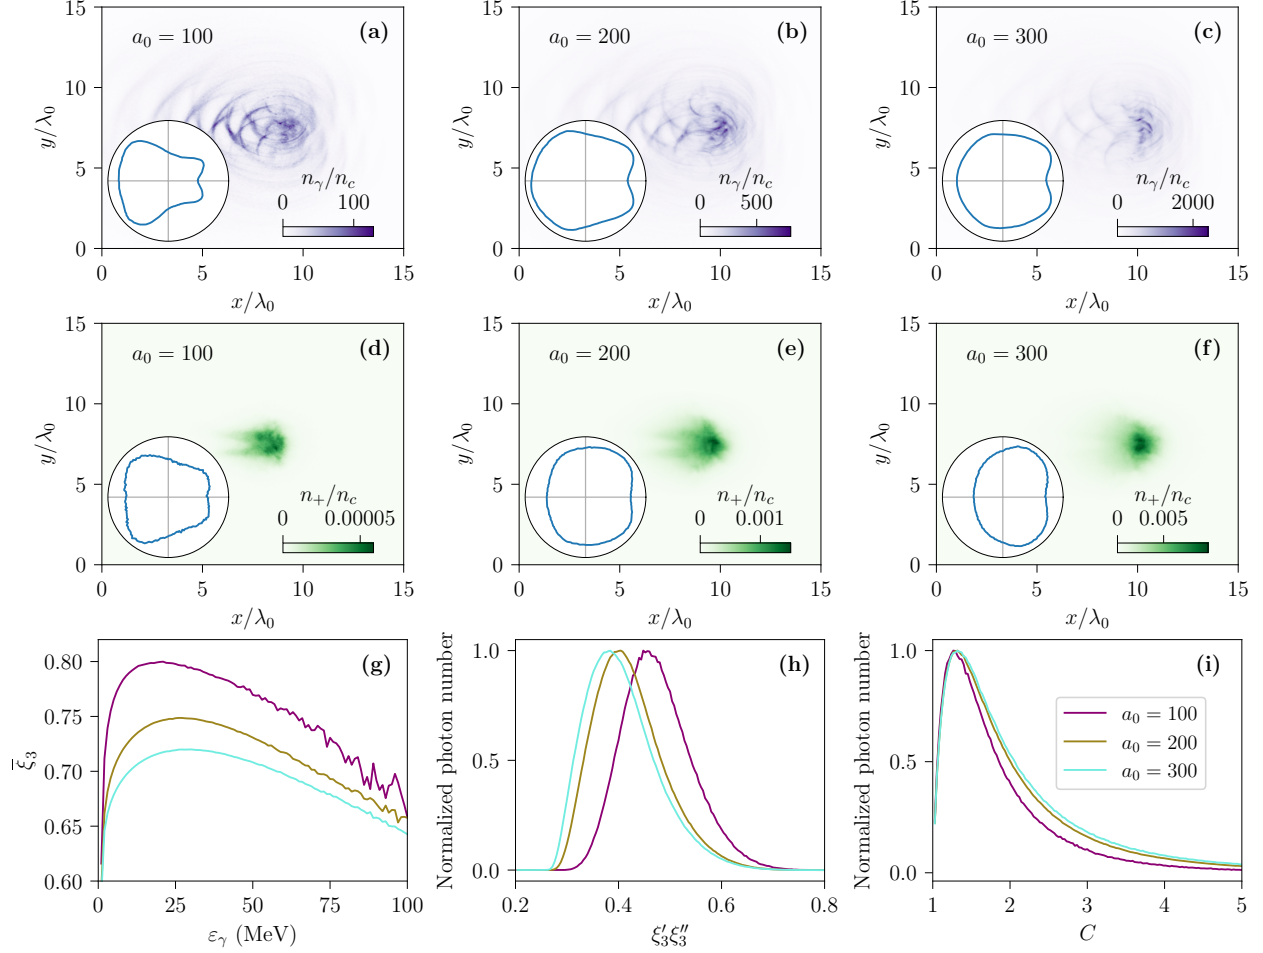 15
10
5
0
y/λ₀
a₀ = 100
(a)
nγ/n_c
0 100
0 5 10 15
x/λ₀
15
10
5
0
y/λ₀
a₀ = 200
(b)
nγ/n_c
0 500
0 5 10 15
x/λ₀
15
10
5
0
y/λ₀
a₀ = 300
(c)
nγ/n_c
0 2000
0 5 10 15
x/λ₀
15
10
5
0
y/λ₀
a₀ = 100
(d)
n₊/n_c
0 0.00005
0 5 10 15
x/λ₀
15
10
5
0
y/λ₀
a₀ = 200
(e)
n₊/n_c
0 0.001
0 5 10 15
x/λ₀
15
10
5
0
y/λ₀
a₀ = 300
(f)
n₊/n_c
0 0.005
0 5 10 15
x/λ₀
0.80
0.75
0.70
0.65
0.60
ξ̅₃
(g)
0 25 50 75 100
εγ (MeV)
Normalized photon number
1.0
0.5
0.0
(h)
0.2 0.4 0.6 0.8
ξ′₃ξ″₃
Normalized photon number
1.0
0.5
0.0
(i)
a₀ = 100
a₀ = 200
a₀ = 300
1 2 3 4 5
C